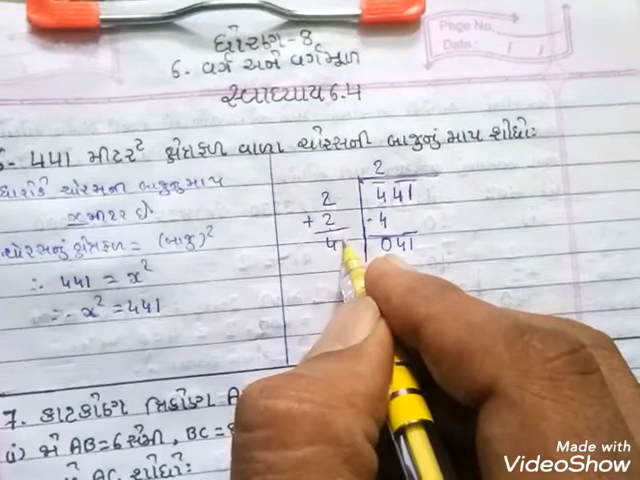 Page No.
Date: / /
ધોરણ-8
6. વર્ગ અને વર્ગમૂળ
સ્વાધ્યાય 6.4
6- 441 મીટર² ક્ષેત્રફળ વાળા ચોરસની બાજુનું માપ શોધો:
ધારોકે ચોરસની બાજુનુ માપ
x મીટર છે.
ચોરસનું ક્ષેત્રફળ = (બાજુ)²
∴ 441 = x²
∴ x² = 441
2
2 441
+ 2 - 4
4 041
7. કાટકોણ ત્રિકોણ A
i) જો AB=6 સેમી, BC=
AC શોધો:
Made with
VideoShow